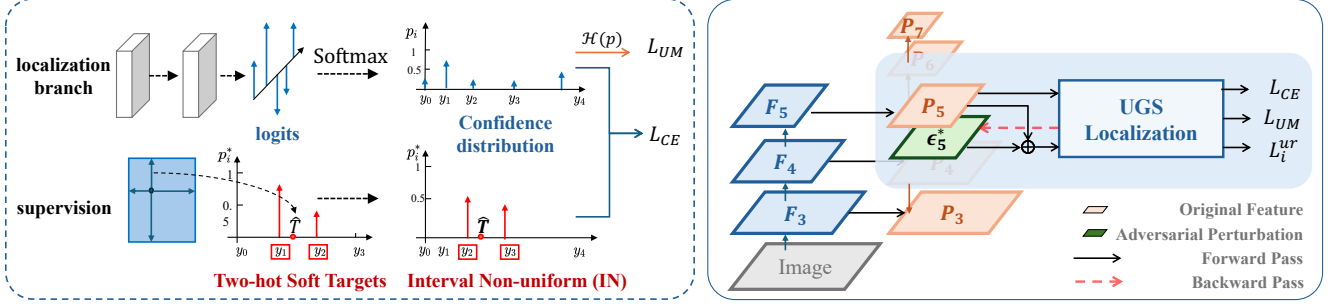 localization
branch
logits
Softmax
p_i
1
0.5
y_0
y_1
y_2
y_3
y_4
Confidence
distribution
H(p)
L_UM
L_CE
supervision
p_i^*
1
0.
5
T̂
y_0
y_1
y_2
y_3
Two-hot Soft Targets
p_i^*
1
0.5
T̂
y_0
y_1
y_2
y_3
y_4
Interval Non-uniform (IN)
P_7
P_6
F_5
P_5
ϵ_5^*
F_4
P_4
F_3
P_3
Image
UGS
Localization
L_CE
L_UM
L_i^ur
Original Feature
Adversarial Perturbation
Forward Pass
Backward Pass